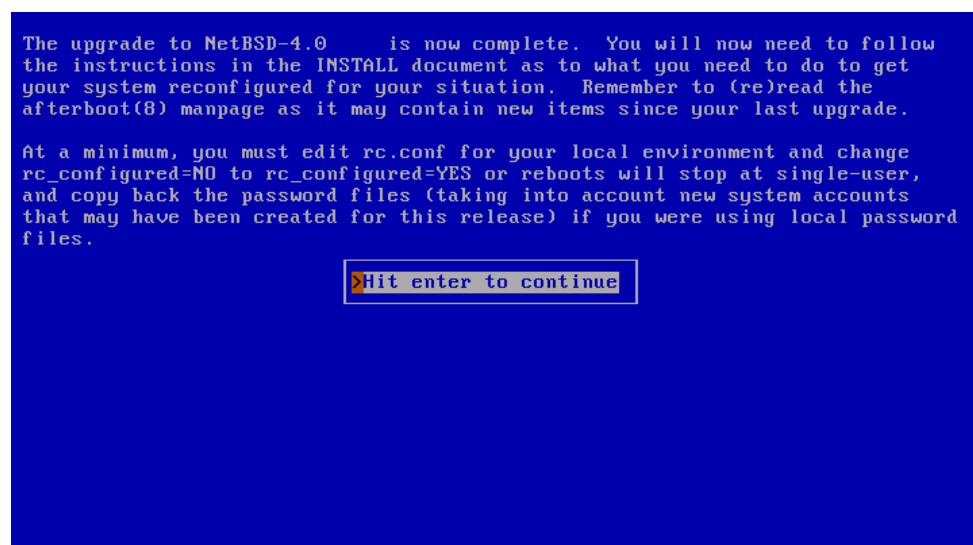 The upgrade to NetBSD-4.0     is now complete.  You will now need to follow
the instructions in the INSTALL document as to what you need to do to get
your system reconfigured for your situation.  Remember to (re)read the
afterboot(8) manpage as it may contain new items since your last upgrade.

At a minimum, you must edit rc.conf for your local environment and change
rc_configured=NO to rc_configured=YES or reboots will stop at single-user,
and copy back the password files (taking into account new system accounts
that may have been created for this release) if you were using local password
files.

>Hit enter to continue